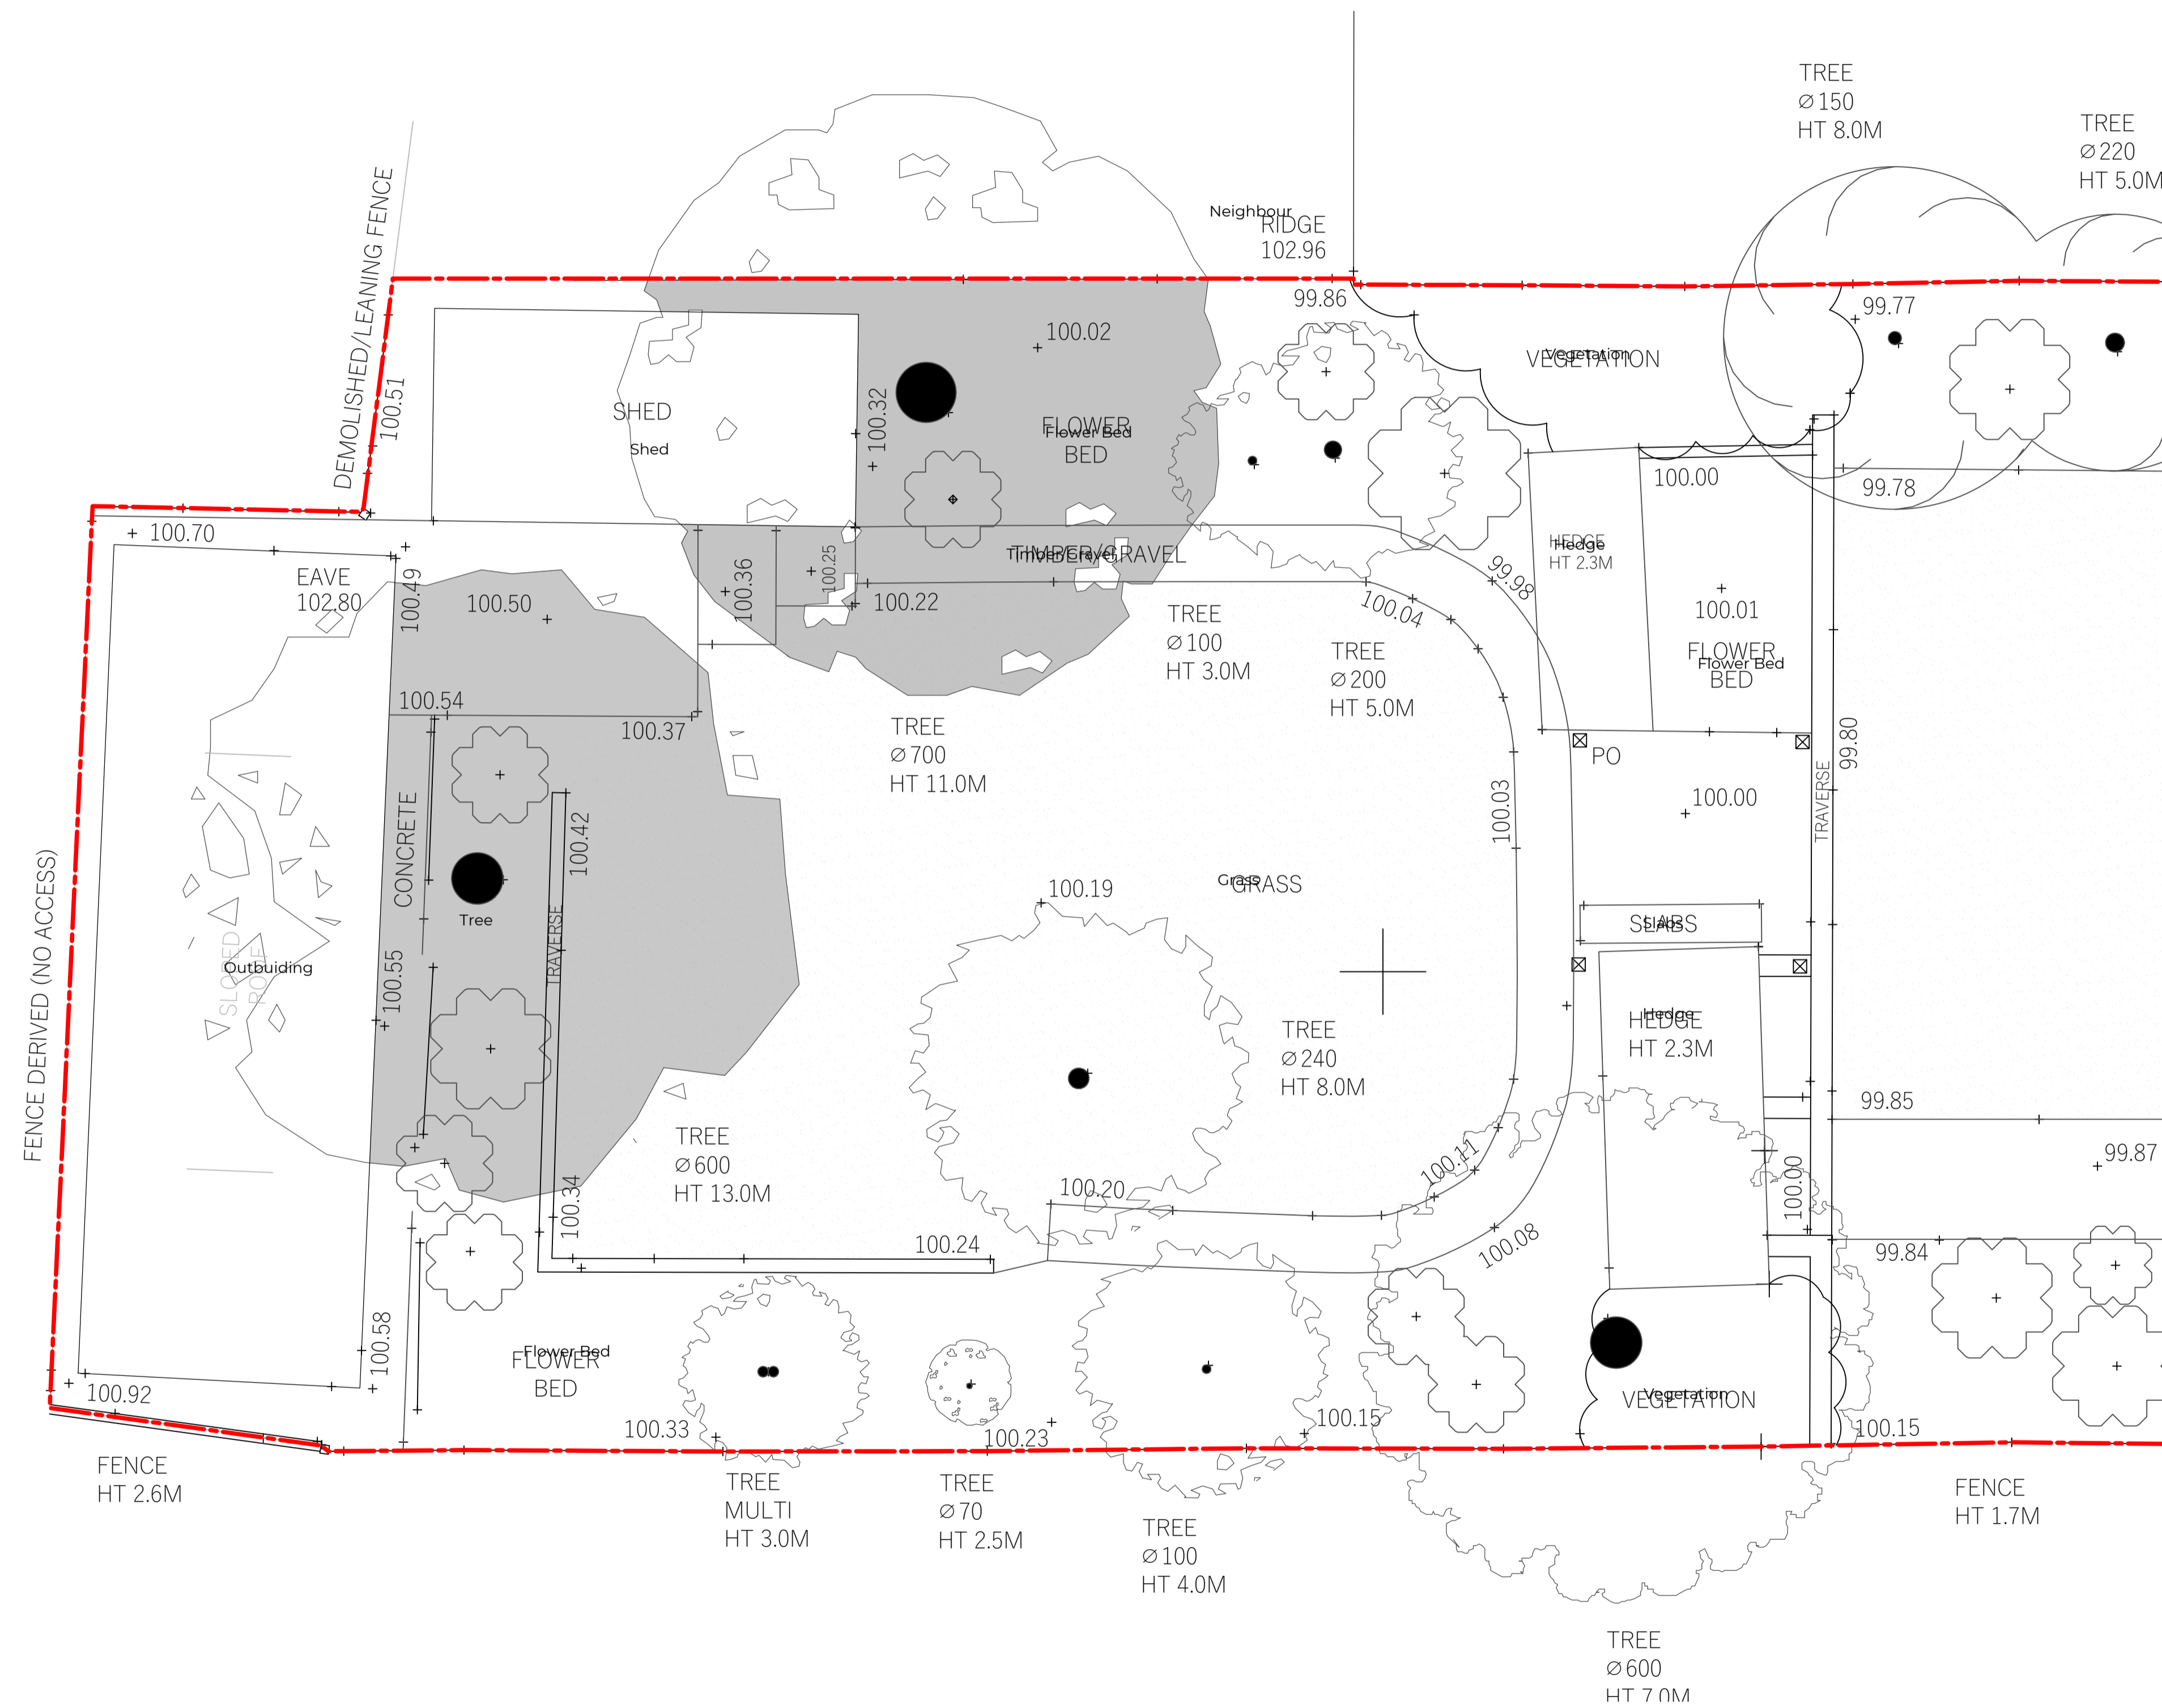 TREE
⌀150
HT 8.0M
TREE
⌀220
HT 5.0M
DEMOLISHED/LEANING FENCE
Neighbour
RIDGE
102.96
99.86
99.77
100.02
VEGETATION
Vegetation
100.51
SHED
Shed
100.32
FLOWER
BED
Flower Bed
100.00
99.78
100.70
TIMBER/GRAVEL
Timber/Gravel
HEDGE
HT 2.3M
Hedge
EAVE
102.80
100.49
100.50
100.36
100.25
100.22
99.98
100.04
100.01
TREE
⌀100
HT 3.0M
TREE
⌀200
HT 5.0M
FLOWER
BED
Flower Bed
100.54
100.37
TREE
⌀700
HT 11.0M
PO
99.80
100.00
TRAVERSE
CONCRETE
100.42
100.03
FENCE DERIVED (NO ACCESS)
100.19
GRASS
Grass
Tree
TRAVERSE
SLABS
Slabs
SLOPED
ROOF
Outbuiding
100.55
HEDGE
HT 2.3M
Hedge
TREE
⌀240
HT 8.0M
99.85
TREE
⌀600
HT 13.0M
100.11
99.87
100.34
100.20
100.00
100.24
100.08
99.84
100.58
FLOWER
BED
Flower Bed
100.92
VEGETATION
Vegetation
100.33
100.23
100.15
100.15
FENCE
HT 2.6M
TREE
MULTI
HT 3.0M
TREE
⌀70
HT 2.5M
TREE
⌀100
HT 4.0M
FENCE
HT 1.7M
TREE
⌀600
HT 7.0M